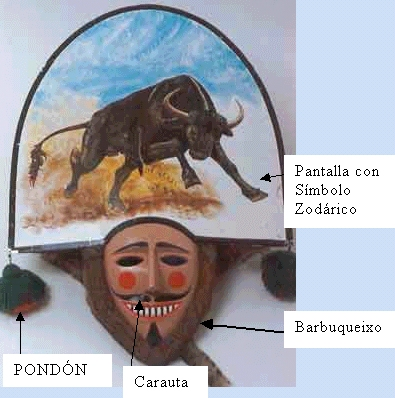 Pantalla con
Símbolo
Zodárico
Barbuqueixo
PONDÓN
Carauta